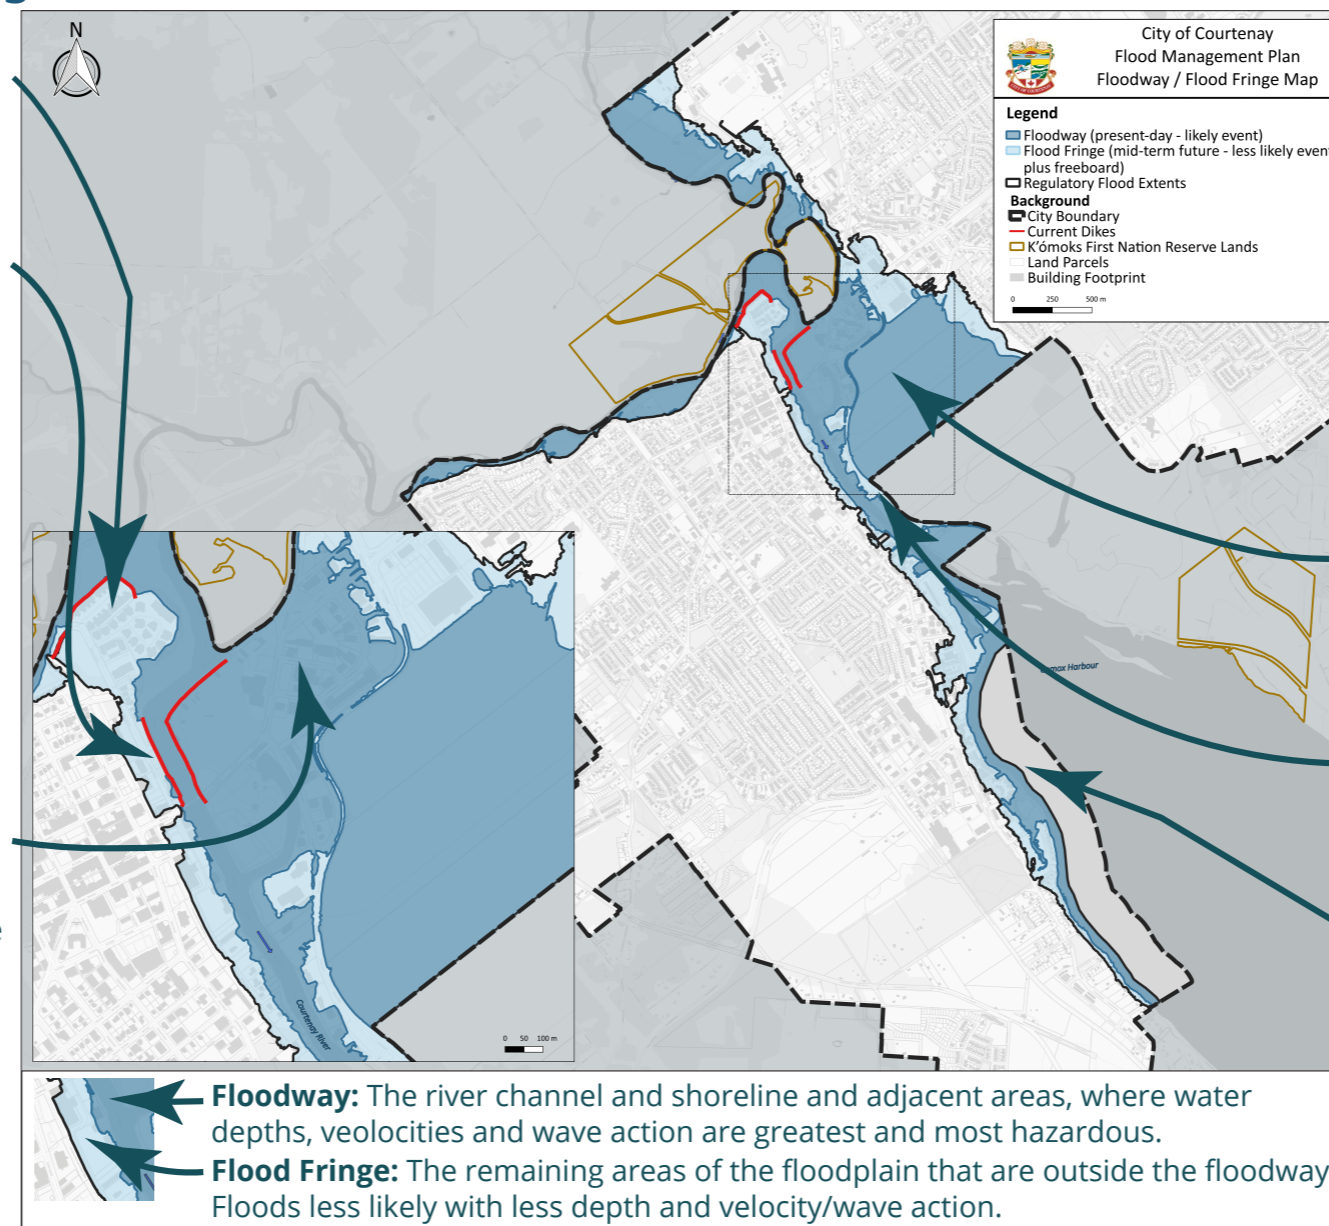 g
N
City of Courtenay
Flood Management Plan
Floodway / Flood Fringe Map
Legend
Floodway (present-day - likely event)
Flood Fringe (mid-term future - less likely event
plus freeboard)
Regulatory Flood Extents
Background
City Boundary
Current Dikes
K'ómoks First Nation Reserve Lands
Land Parcels
Building Footprint
0 250 500 m
Harbour
Courtenay River
0 50 100 m
e
Floodway: The river channel and shoreline and adjacent areas, where water
depths, veolocities and wave action are greatest and most hazardous.
Flood Fringe: The remaining areas of the floodplain that are outside the floodway
Floods less likely with less depth and velocity/wave action.